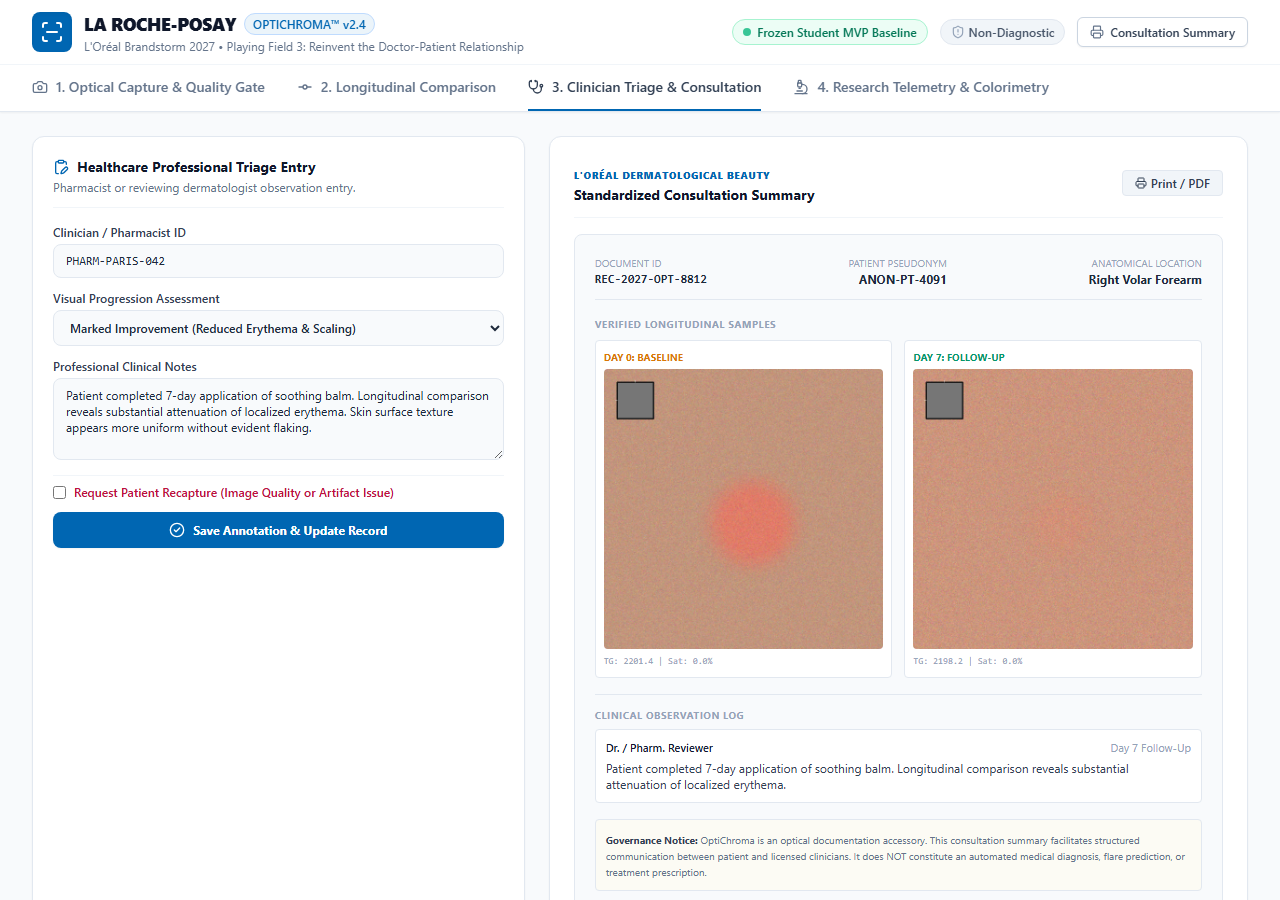 LA ROCHE-POSAY
OPTICHROMA™ v2.4
L'Oréal Brandstorm 2027 • Playing Field 3: Reinvent the Doctor-Patient Relationship
Frozen Student MVP Baseline
Non-Diagnostic
Consultation Summary
1. Optical Capture & Quality Gate
2. Longitudinal Comparison
3. Clinician Triage & Consultation
4. Research Telemetry & Colorimetry
Healthcare Professional Triage Entry
Pharmacist or reviewing dermatologist observation entry.
Clinician / Pharmacist ID
PHARM-PARIS-042
Visual Progression Assessment
Marked Improvement (Reduced Erythema & Scaling)
Professional Clinical Notes
Patient completed 7-day application of soothing balm. Longitudinal comparison
reveals substantial attenuation of localized erythema. Skin surface texture
appears more uniform without evident flaking.
Request Patient Recapture (Image Quality or Artifact Issue)
Save Annotation & Update Record
L'ORÉAL DERMATOLOGICAL BEAUTY
Standardized Consultation Summary
Print / PDF
DOCUMENT ID
REC-2027-OPT-8812
PATIENT PSEUDONYM
ANON-PT-4091
ANATOMICAL LOCATION
Right Volar Forearm
VERIFIED LONGITUDINAL SAMPLES
DAY 0: BASELINE
TG: 2201.4 | Sat: 0.0%
DAY 7: FOLLOW-UP
TG: 2198.2 | Sat: 0.0%
CLINICAL OBSERVATION LOG
Dr. / Pharm. Reviewer
Day 7 Follow-Up
Patient completed 7-day application of soothing balm. Longitudinal comparison reveals substantial
attenuation of localized erythema.
Governance Notice: OptiChroma is an optical documentation accessory. This consultation summary facilitates structured
communication between patient and licensed clinicians. It does NOT constitute an automated medical diagnosis, flare prediction, or
treatment prescription.